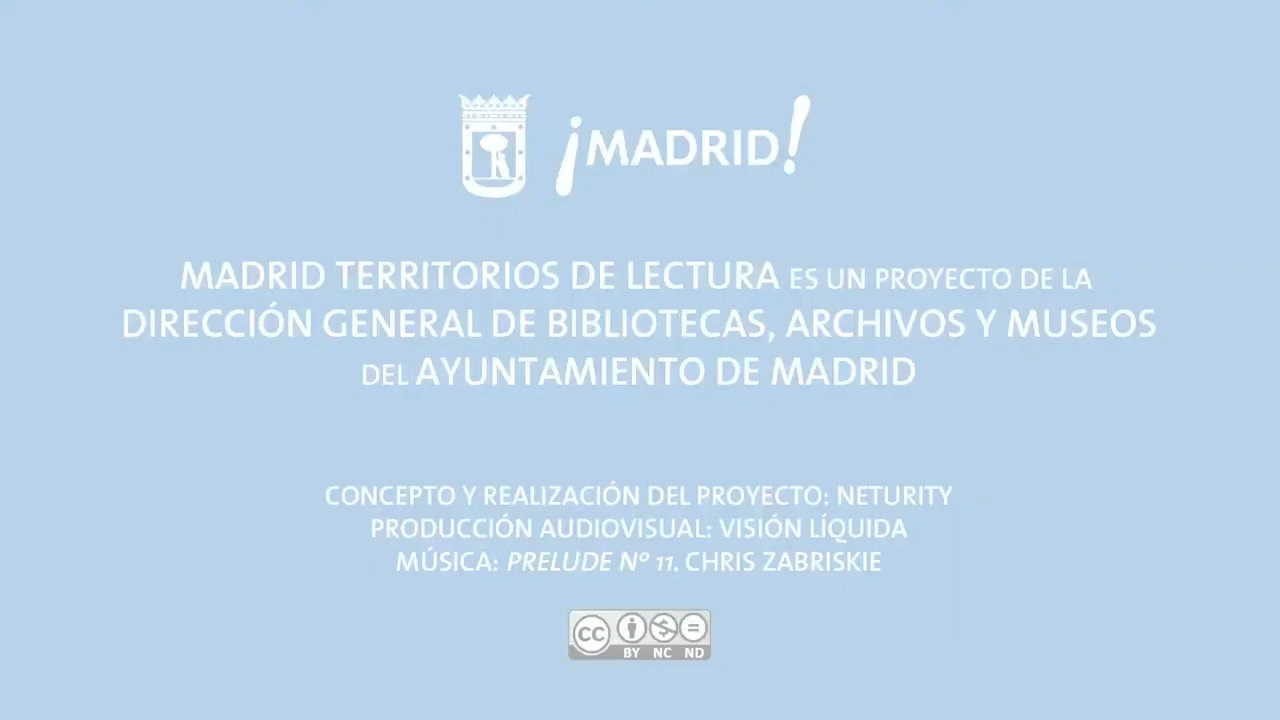 ¡MADRID!
MADRID TERRITORIOS DE LECTURA ES UN PROYECTO DE LA
DIRECCIÓN GENERAL DE BIBLIOTECAS, ARCHIVOS Y MUSEOS
DEL AYUNTAMIENTO DE MADRID
CONCEPTO Y REALIZACIÓN DEL PROYECTO: NETURITY
PRODUCCIÓN AUDIOVISUAL: VISIÓN LÍQUIDA
MÚSICA: PRELUDE Nº 11. CHRIS ZABRISKIE
CC BY NC ND